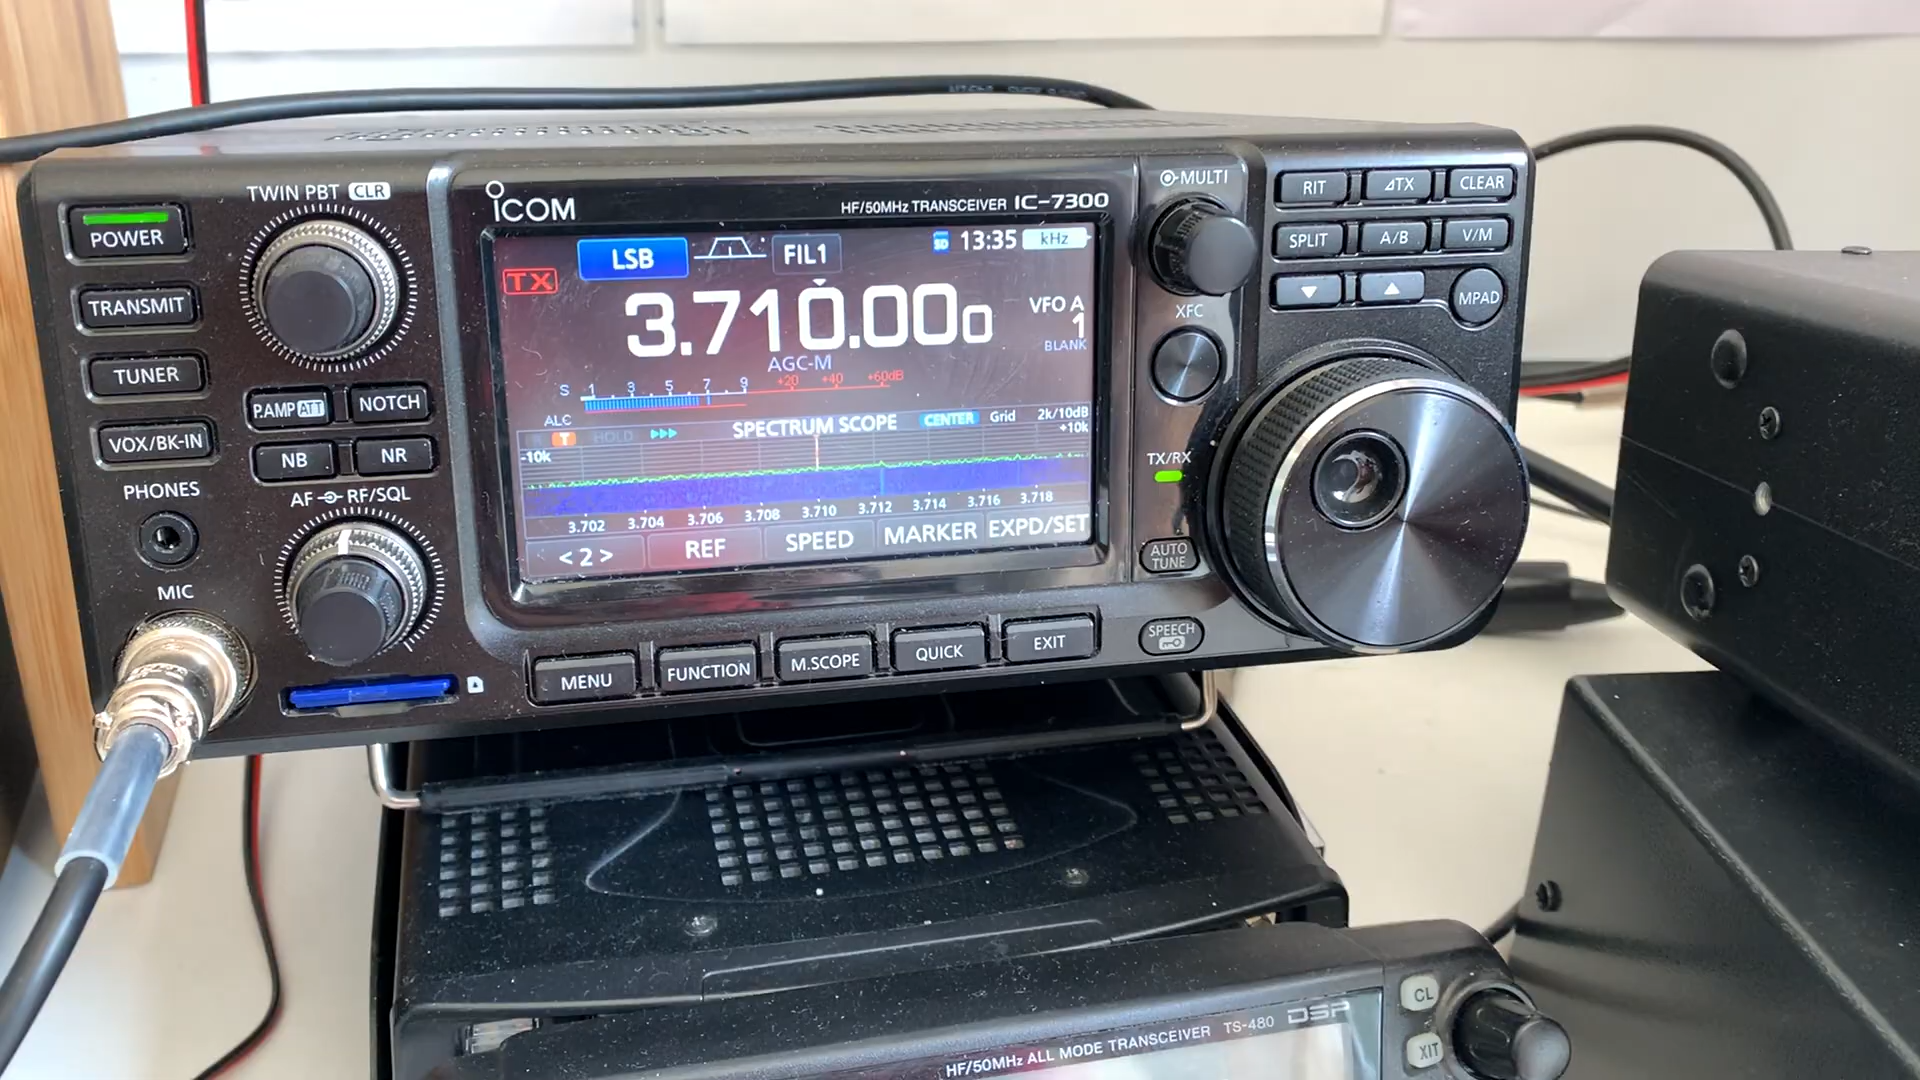 TWIN PBT CLR
POWER
TRANSMIT
TUNER
VOX/BK-IN
PHONES
MIC
P.AMP ATT
NOTCH
NB
NR
AF RF/SQL
ICOM
HF/50MHz TRANSCEIVER IC-7300
LSB
FIL1
SD
13:35
kHz
TX
3.710.000
VFO A
1
BLANK
AGC-M
S 1 3 5 7 9 +20 +40 +60dB
ALC
T HOLD
SPECTRUM SCOPE
CENTER
Grid
2k/10dB
-10k
+10k
3.702 3.704 3.706 3.708 3.710 3.712 3.714 3.716 3.718
< 2 >
REF
SPEED
MARKER
EXPD/SET
MENU
FUNCTION
M.SCOPE
QUICK
EXIT
MULTI
XFC
TX/RX
AUTO
TUNE
SPEECH
RIT
⊿TX
CLEAR
SPLIT
A/B
V/M
MPAD
HF/50MHz ALL MODE TRANSCEIVER TS-480 DSP
CL
XIT